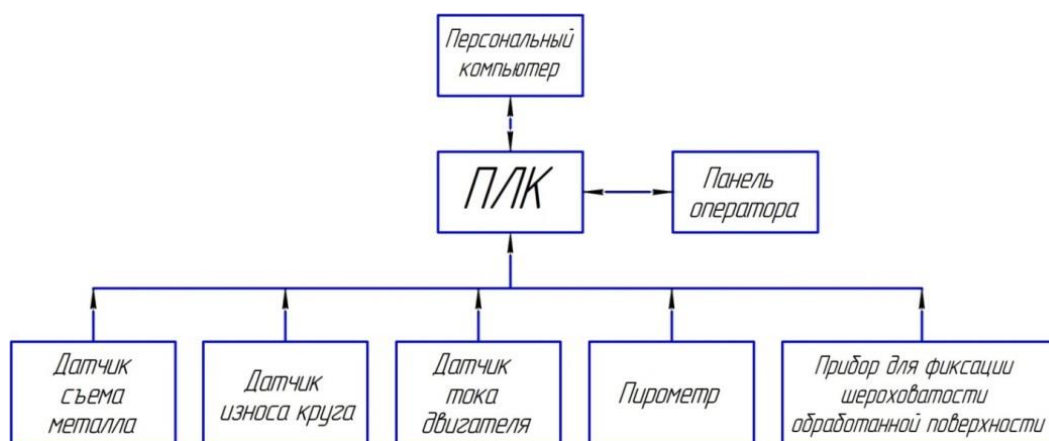 Персональный
компьютер
ПЛК
Панель
оператора
Датчик
съема
металла
Датчик
износа круга
Датчик
тока
двигателя
Пирометр
Прибор для фиксации
шероховатости
обработанной поверхности